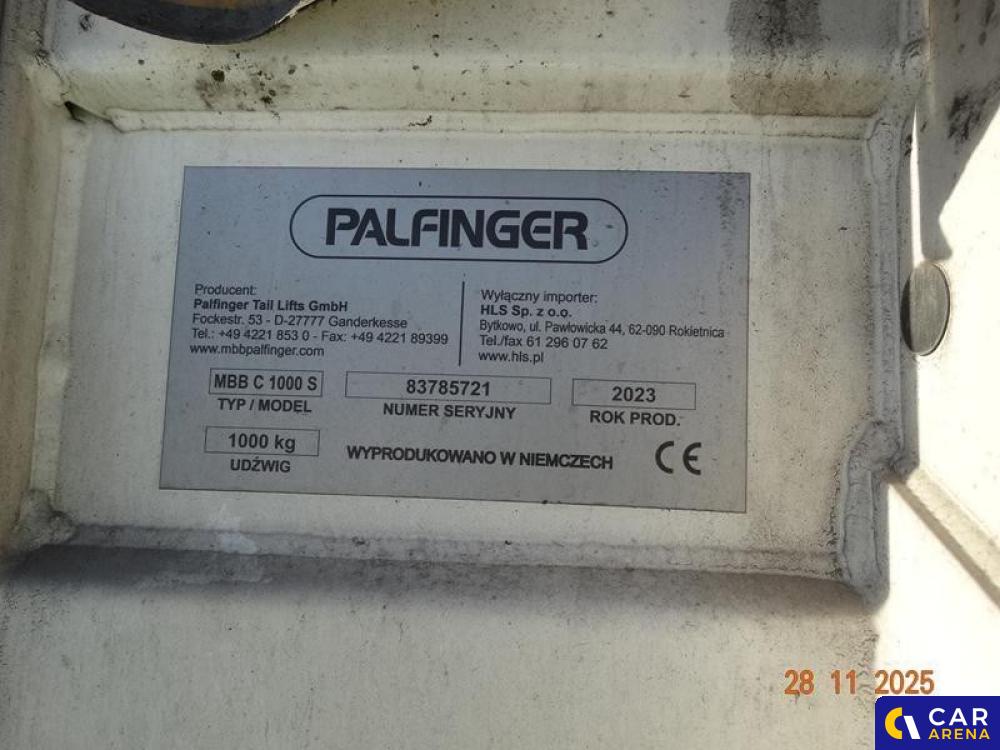 PALFINGER
Producent:
Palfinger Tail Lifts GmbH
Fockestr. 53 - D-27777 Ganderkesse
Tel.: +49 4221 853 0 - Fax: +49 4221 89399
www.mbbpalfinger.com
Wyłączny importer:
HLS Sp. z o.o.
Bytkowo, ul. Pawłowicka 44, 62-090 Rokietnica
Tel./fax 61 296 07 62
www.hls.pl
MBB C 1000 S
TYP / MODEL
83785721
NUMER SERYJNY
2023
ROK PROD.
1000 kg
UDŹWIG
WYPRODUKOWANO W NIEMCZECH
CE
28 11 2025
CAR
ARENA